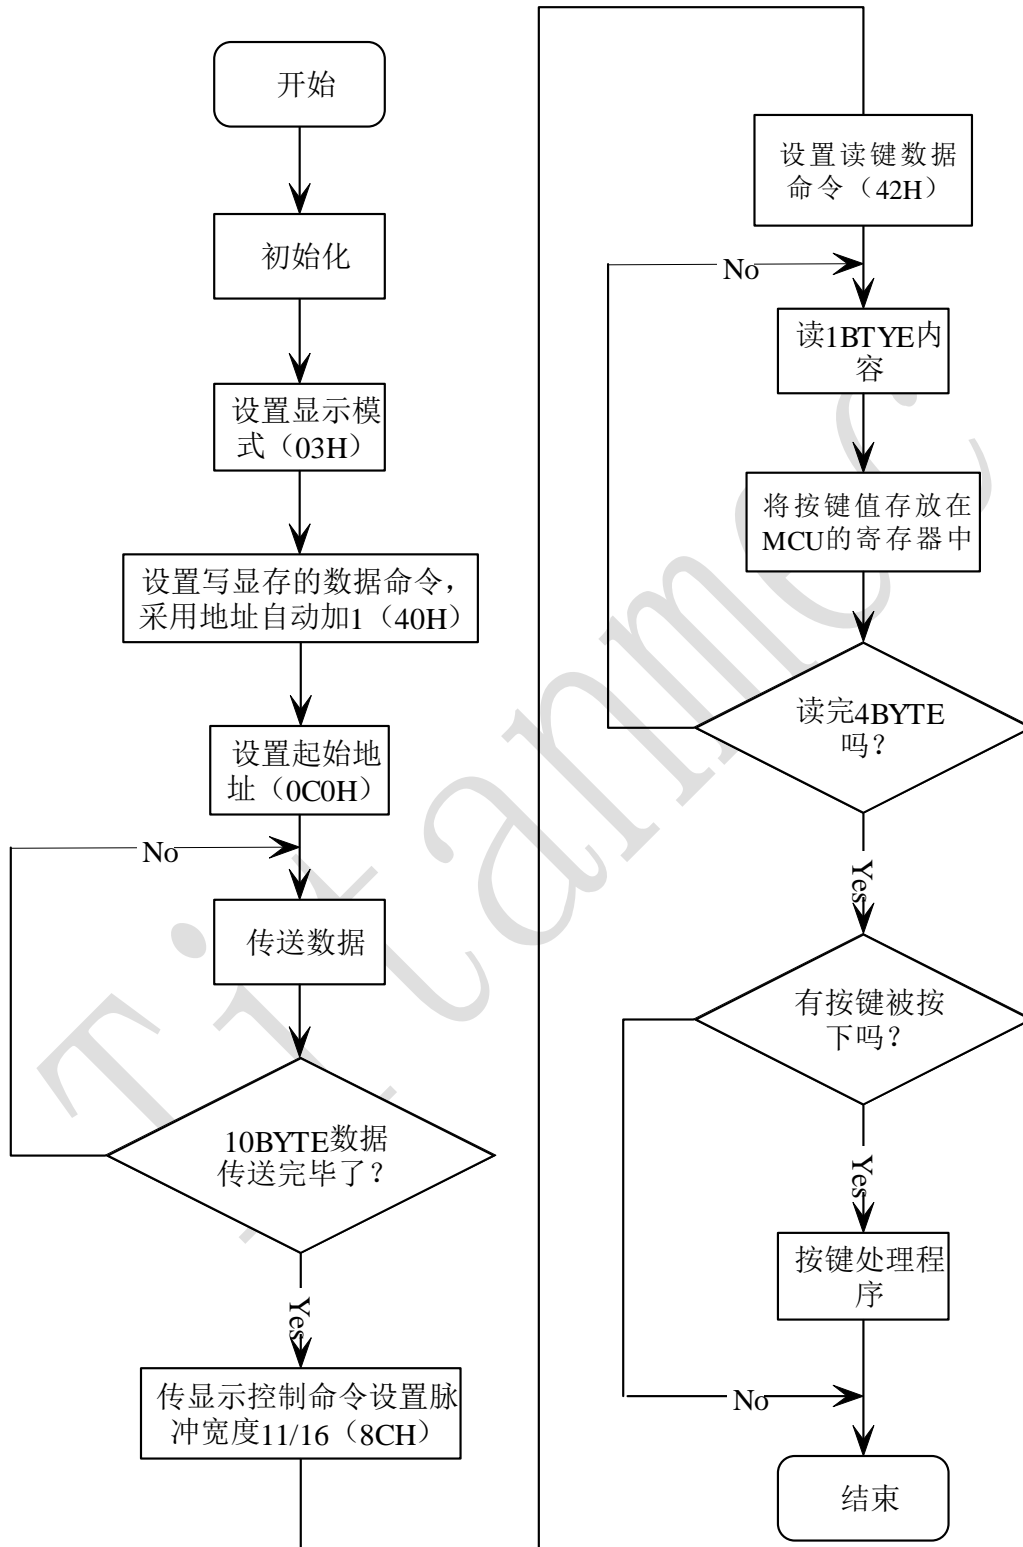 开始
初始化
设置显示模
式（03H）
设置写显存的数据命令，
采用地址自动加1（40H）
设置起始地
址（0C0H）
No
传送数据
10BYTE数据
传送完毕了？
Yes
传显示控制命令设置脉
冲宽度11/16（8CH）
设置读键数据
命令（42H）
No
读1BTYE内
容
将按键值存放在
MCU的寄存器中
读完4BYTE
吗？
Yes
有按键被按
下吗？
Yes
按键处理程
序
No
结束
Titanmec